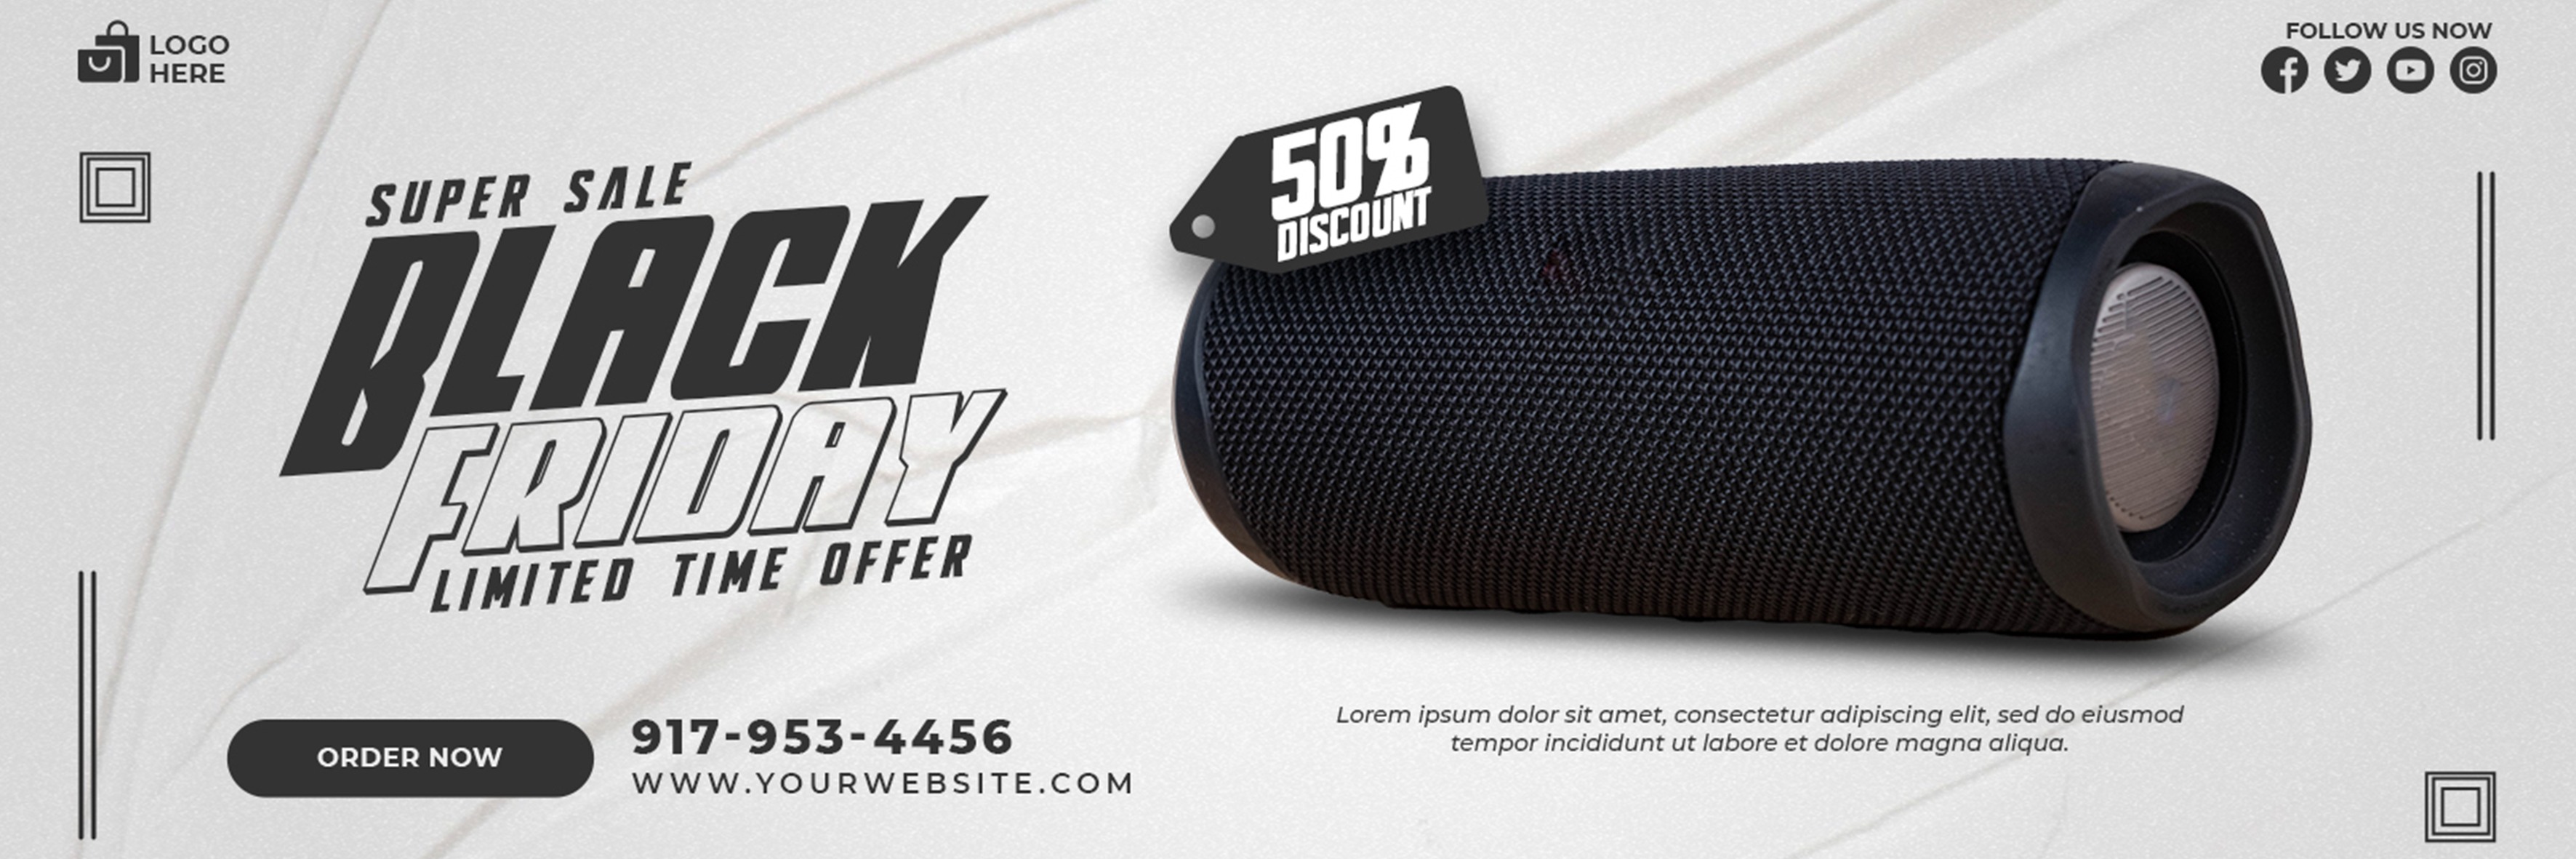 LOGO
HERE
FOLLOW US NOW
SUPER SALE
BLACK
FRIDAY
LIMITED TIME OFFER
50%
DISCOUNT
ORDER NOW
917-953-4456
WWW.YOURWEBSITE.COM
Lorem ipsum dolor sit amet, consectetur adipiscing elit, sed do eiusmod
tempor incididunt ut labore et dolore magna aliqua.